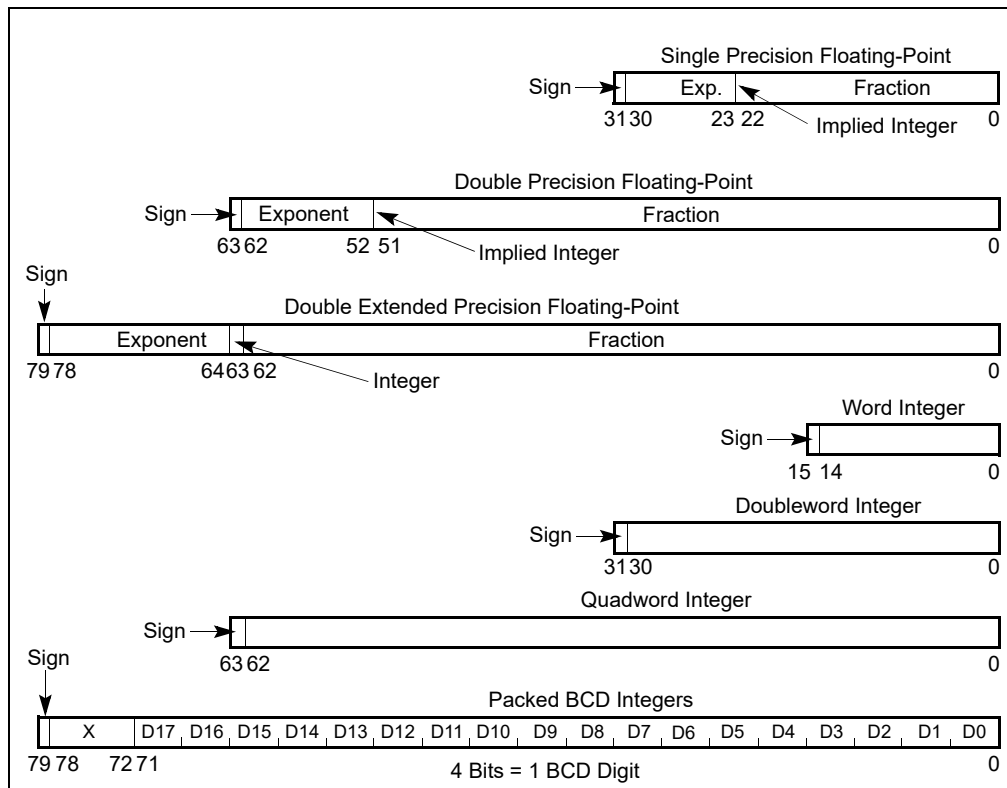 Single Precision Floating-Point
Sign Exp. Fraction
31 30 23 22 Implied Integer 0
Double Precision Floating-Point
Sign Exponent Fraction
63 62 52 51 Implied Integer 0
Sign
Double Extended Precision Floating-Point
Exponent Fraction
79 78 64 63 62 Integer 0
Word Integer
Sign
15 14 0
Doubleword Integer
Sign
31 30 0
Quadword Integer
Sign
63 62 0
Sign
Packed BCD Integers
X D17 D16 D15 D14 D13 D12 D11 D10 D9 D8 D7 D6 D5 D4 D3 D2 D1 D0
79 78 72 71 4 Bits = 1 BCD Digit 0